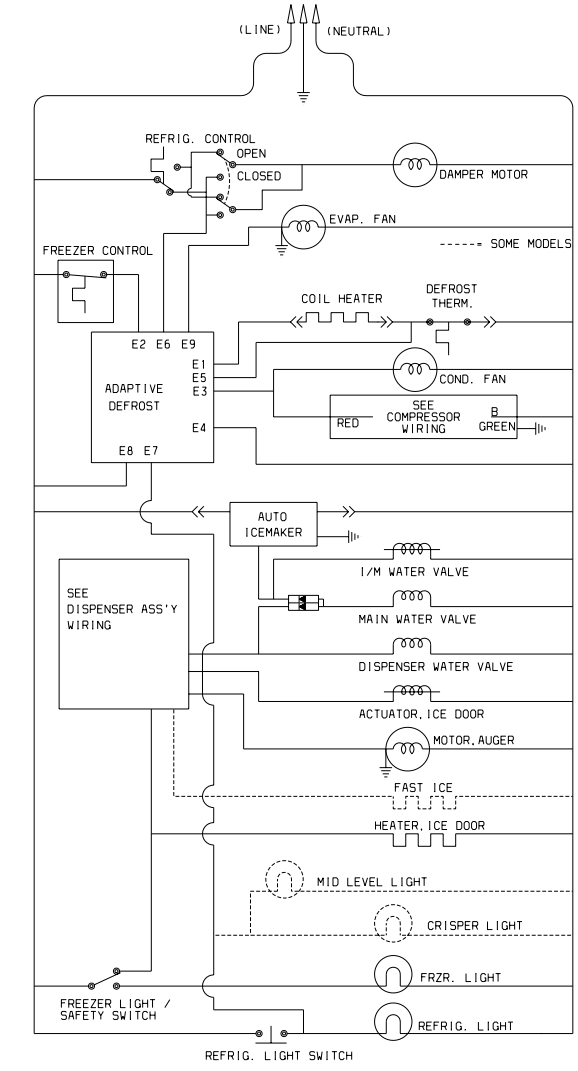 (LINE)
(NEUTRAL)
REFRIG. CONTROL
OPEN
CLOSED
DAMPER MOTOR
EVAP. FAN
----- = SOME MODELS
FREEZER CONTROL
COIL HEATER
DEFROST
THERM.
E2 E6 E9
E1
E5
E3
ADAPTIVE
DEFROST
E4
E8 E7
COND. FAN
SEE
COMPRESSOR
WIRING
RED
B
GREEN
AUTO
ICEMAKER
I/M WATER VALVE
SEE
DISPENSER ASS'Y
WIRING
MAIN WATER VALVE
DISPENSER WATER VALVE
ACTUATOR, ICE DOOR
MOTOR, AUGER
FAST ICE
HEATER, ICE DOOR
MID LEVEL LIGHT
CRISPER LIGHT
FRZR. LIGHT
FREEZER LIGHT /
SAFETY SWITCH
REFRIG. LIGHT
REFRIG. LIGHT SWITCH